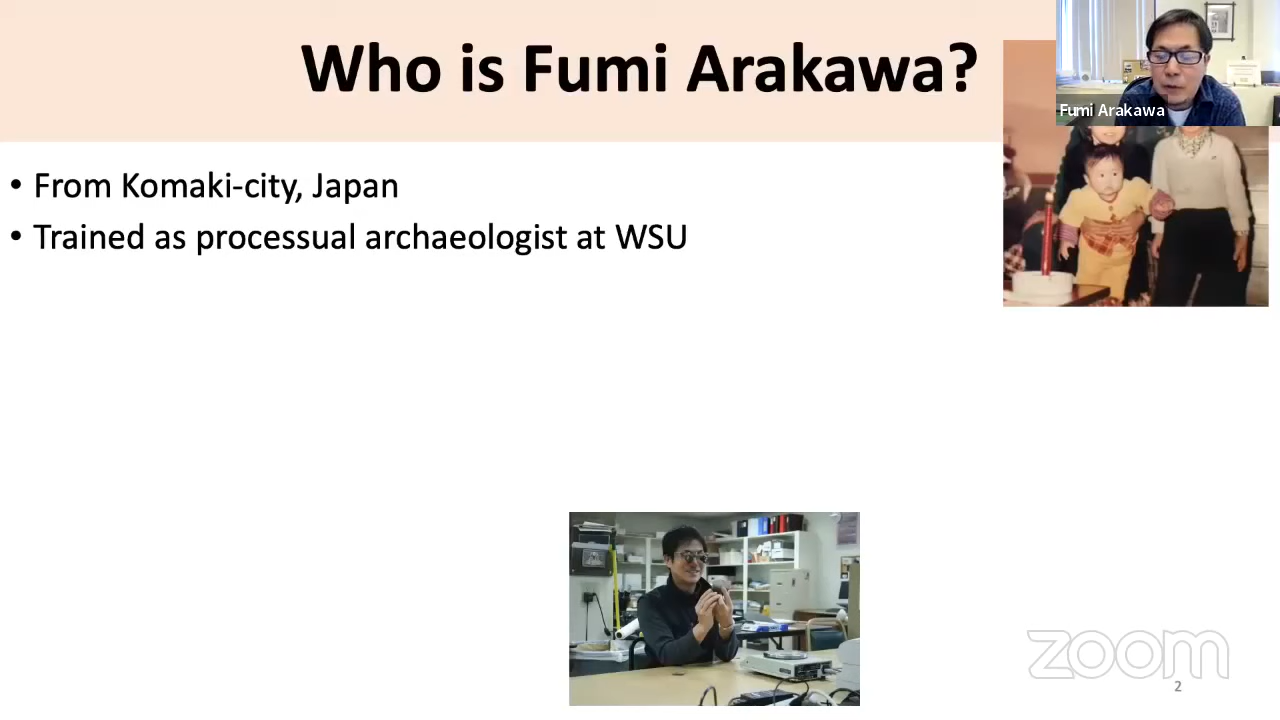 Who is Fumi Arakawa?
Fumi Arakawa
• From Komaki-city, Japan
• Trained as processual archaeologist at WSU
zoom
2